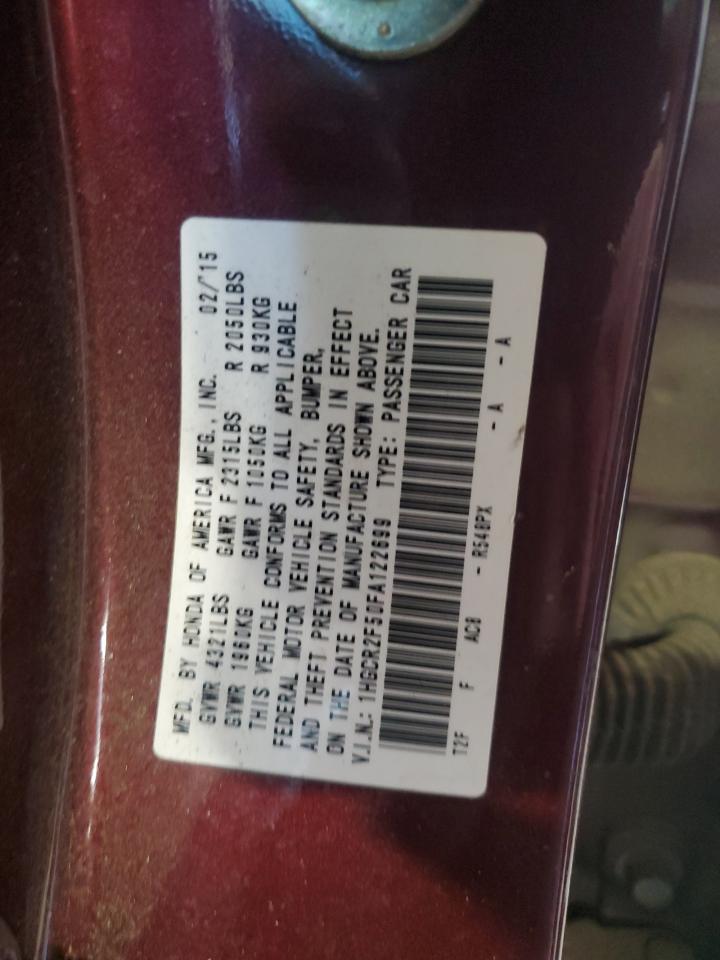 MFD. BY HONDA OF AMERICA MFG., INC. 02/'15
GVWR 4321LBS GAWR F 2315LBS R 2050LBS
GVWR 1960KG GAWR F 1050KG R 930KG
THIS VEHICLE CONFORMS TO ALL APPLICABLE
FEDERAL MOTOR VEHICLE SAFETY, BUMPER,
AND THEFT PREVENTION STANDARDS IN EFFECT
ON THE DATE OF MANUFACTURE SHOWN ABOVE.
V.I.N.: 1HGCR2F50FA122699 TYPE: PASSENGER CAR
T2F F AC8 - R548PX - A - A